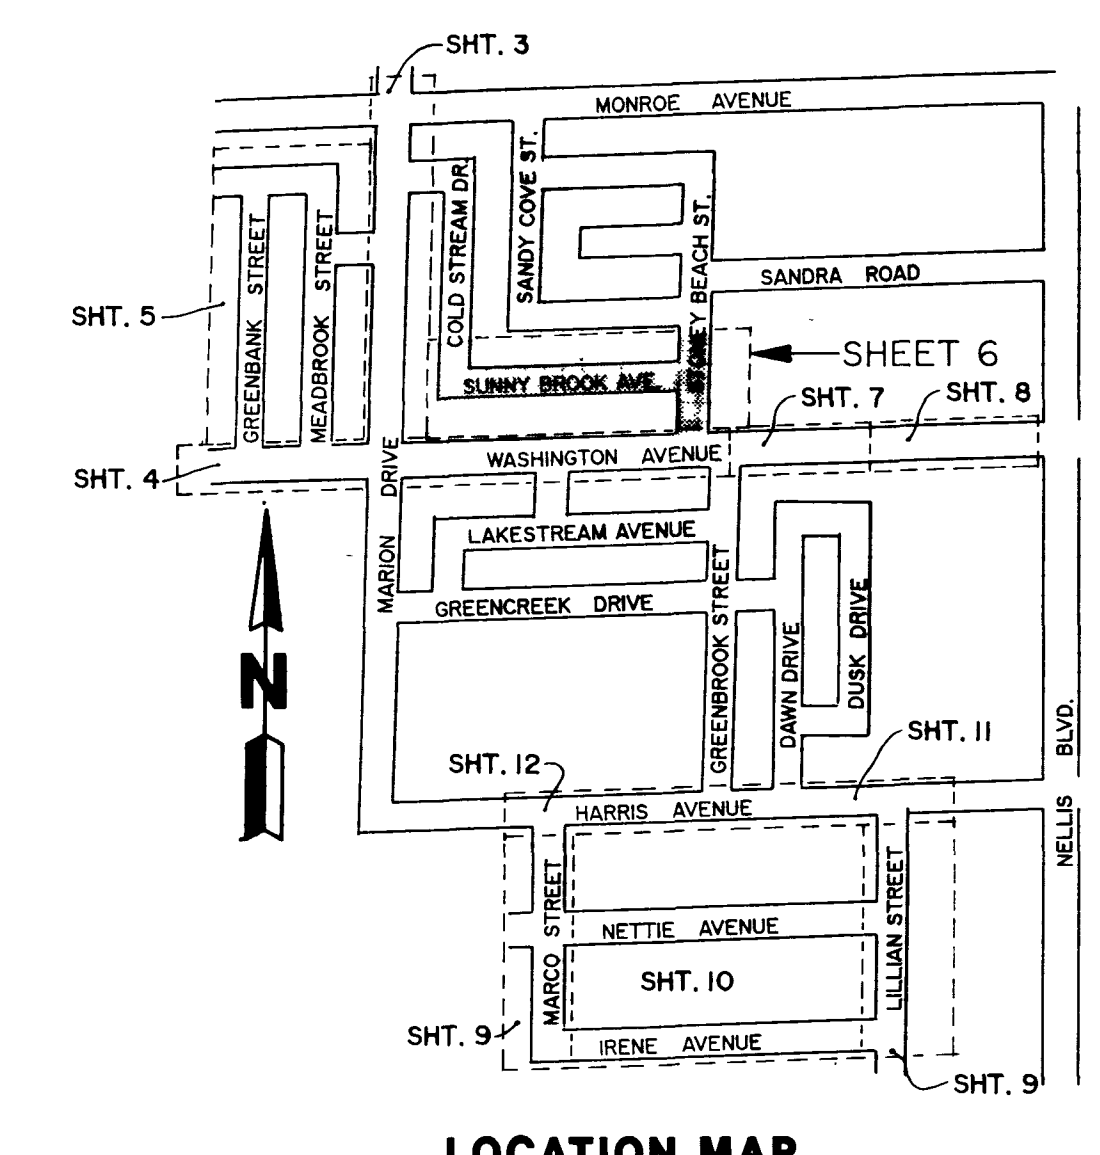 SHT. 3
MONROE AVENUE
COLD STREAM DR.
SANDY COVE ST.
STONEY BEACH ST.
GREENBANK STREET
MEADBROOK STREET
SANDRA ROAD
SHT. 5
SHEET 6
SUNNY BROOK AVE.
SHT. 7
SHT. 8
WASHINGTON AVENUE
SHT. 4
MARION DRIVE
LAKESTREAM AVENUE
GREENCREEK DRIVE
GREENBROOK STREET
DAWN DRIVE
DUSK DRIVE
N
NELLIS BLVD.
SHT. 11
SHT. 12
HARRIS AVENUE
MARCO STREET
LILLIAN STREET
NETTIE AVENUE
SHT. 10
SHT. 9
IRENE AVENUE
SHT. 9
LOCATION MAP